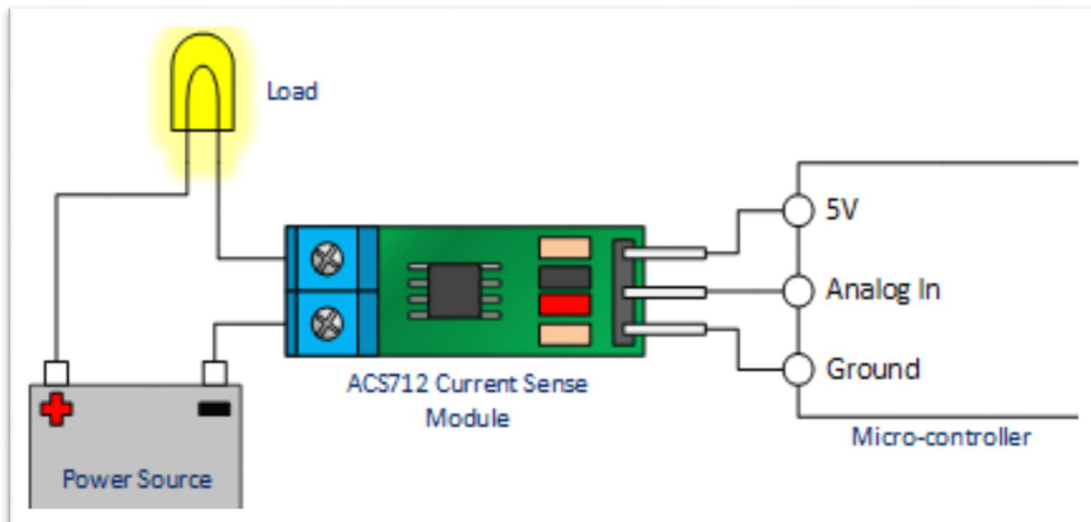 Load
5V
Analog In
Ground
ACS712 Current Sense
Module
Micro-controller
Power Source